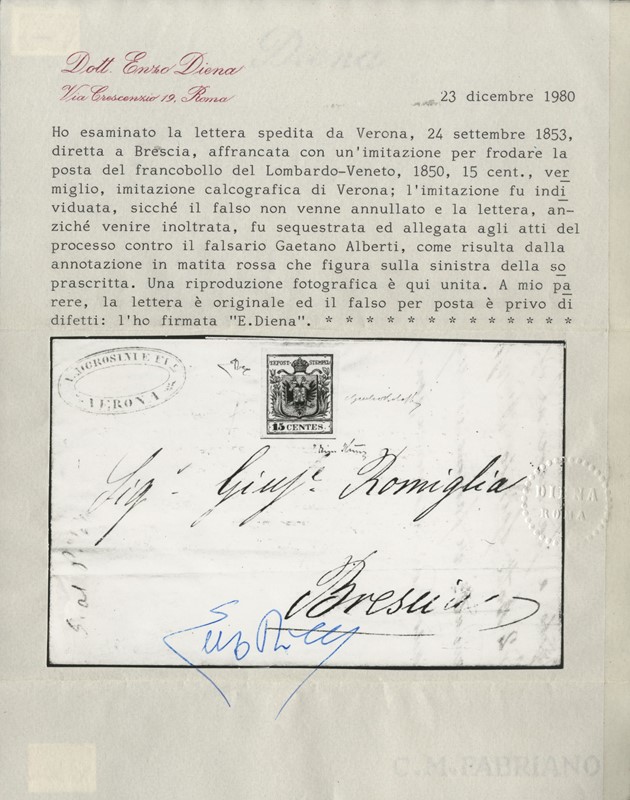 Dott. Enzo Diena
Via Crescenzio 19, Roma
23 dicembre 1980
Ho esaminato la lettera spedita da Verona, 24 settembre 1853,
diretta a Brescia, affrancata con un'imitazione per frodare la
posta del francobollo del Lombardo-Veneto, 1850, 15 cent., ver
miglio, imitazione calcografica di Verona; l'imitazione fu indi
viduata, sicché il falso non venne annullato e la lettera, an-
ziché venire inoltrata, fu sequestrata ed allegata agli atti del
processo contro il falsario Gaetano Alberti, come risulta dalla
annotazione in matita rossa che figura sulla sinistra della so
prascritta. Una riproduzione fotografica è qui unita. A mio pa
rere, la lettera è originale ed il falso per posta è privo di
difetti: l'ho firmata "E.Diena". * * * * * * * * * * * * *
VERONA
KKPOST-STEMPEL
15 CENTES.
Sigr. Giuse. Romiglia
DIENA
ROMA
Brescia
C.M.FABRIANO